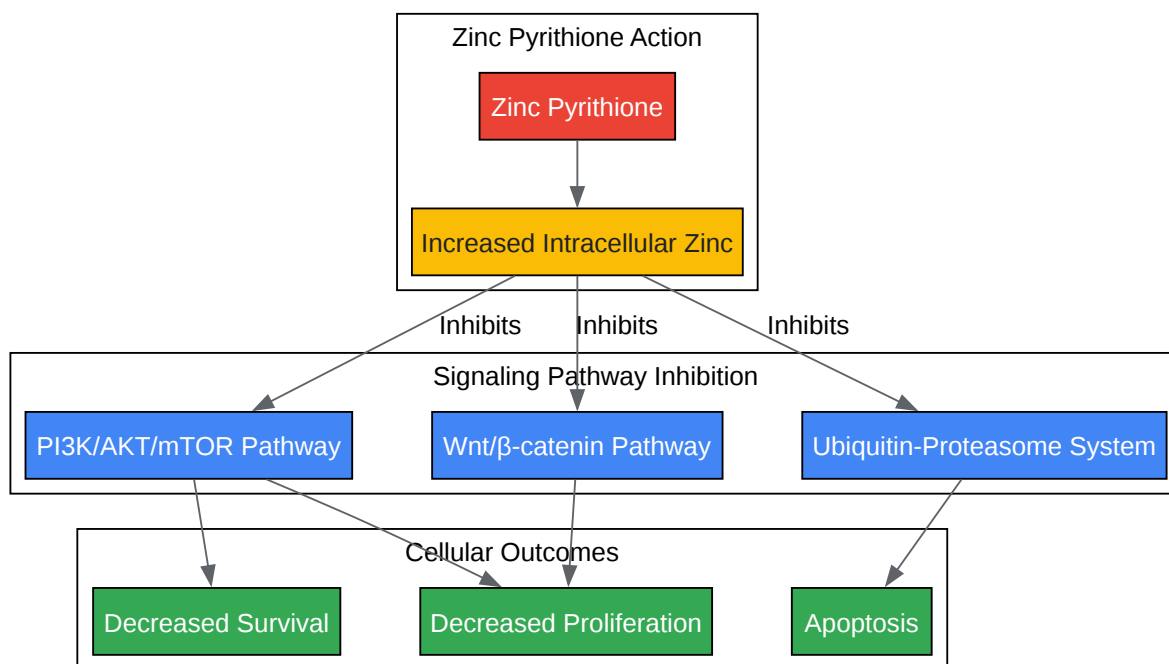 Zinc Pyrithione Action
Zinc Pyrithione
Increased Intracellular Zinc
Inhibits
Inhibits
Inhibits
Signaling Pathway Inhibition
PI3K/AKT/mTOR Pathway
Wnt/β-catenin Pathway
Ubiquitin-Proteasome System
Cellular Outcomes
Decreased Survival
Decreased Proliferation
Apoptosis